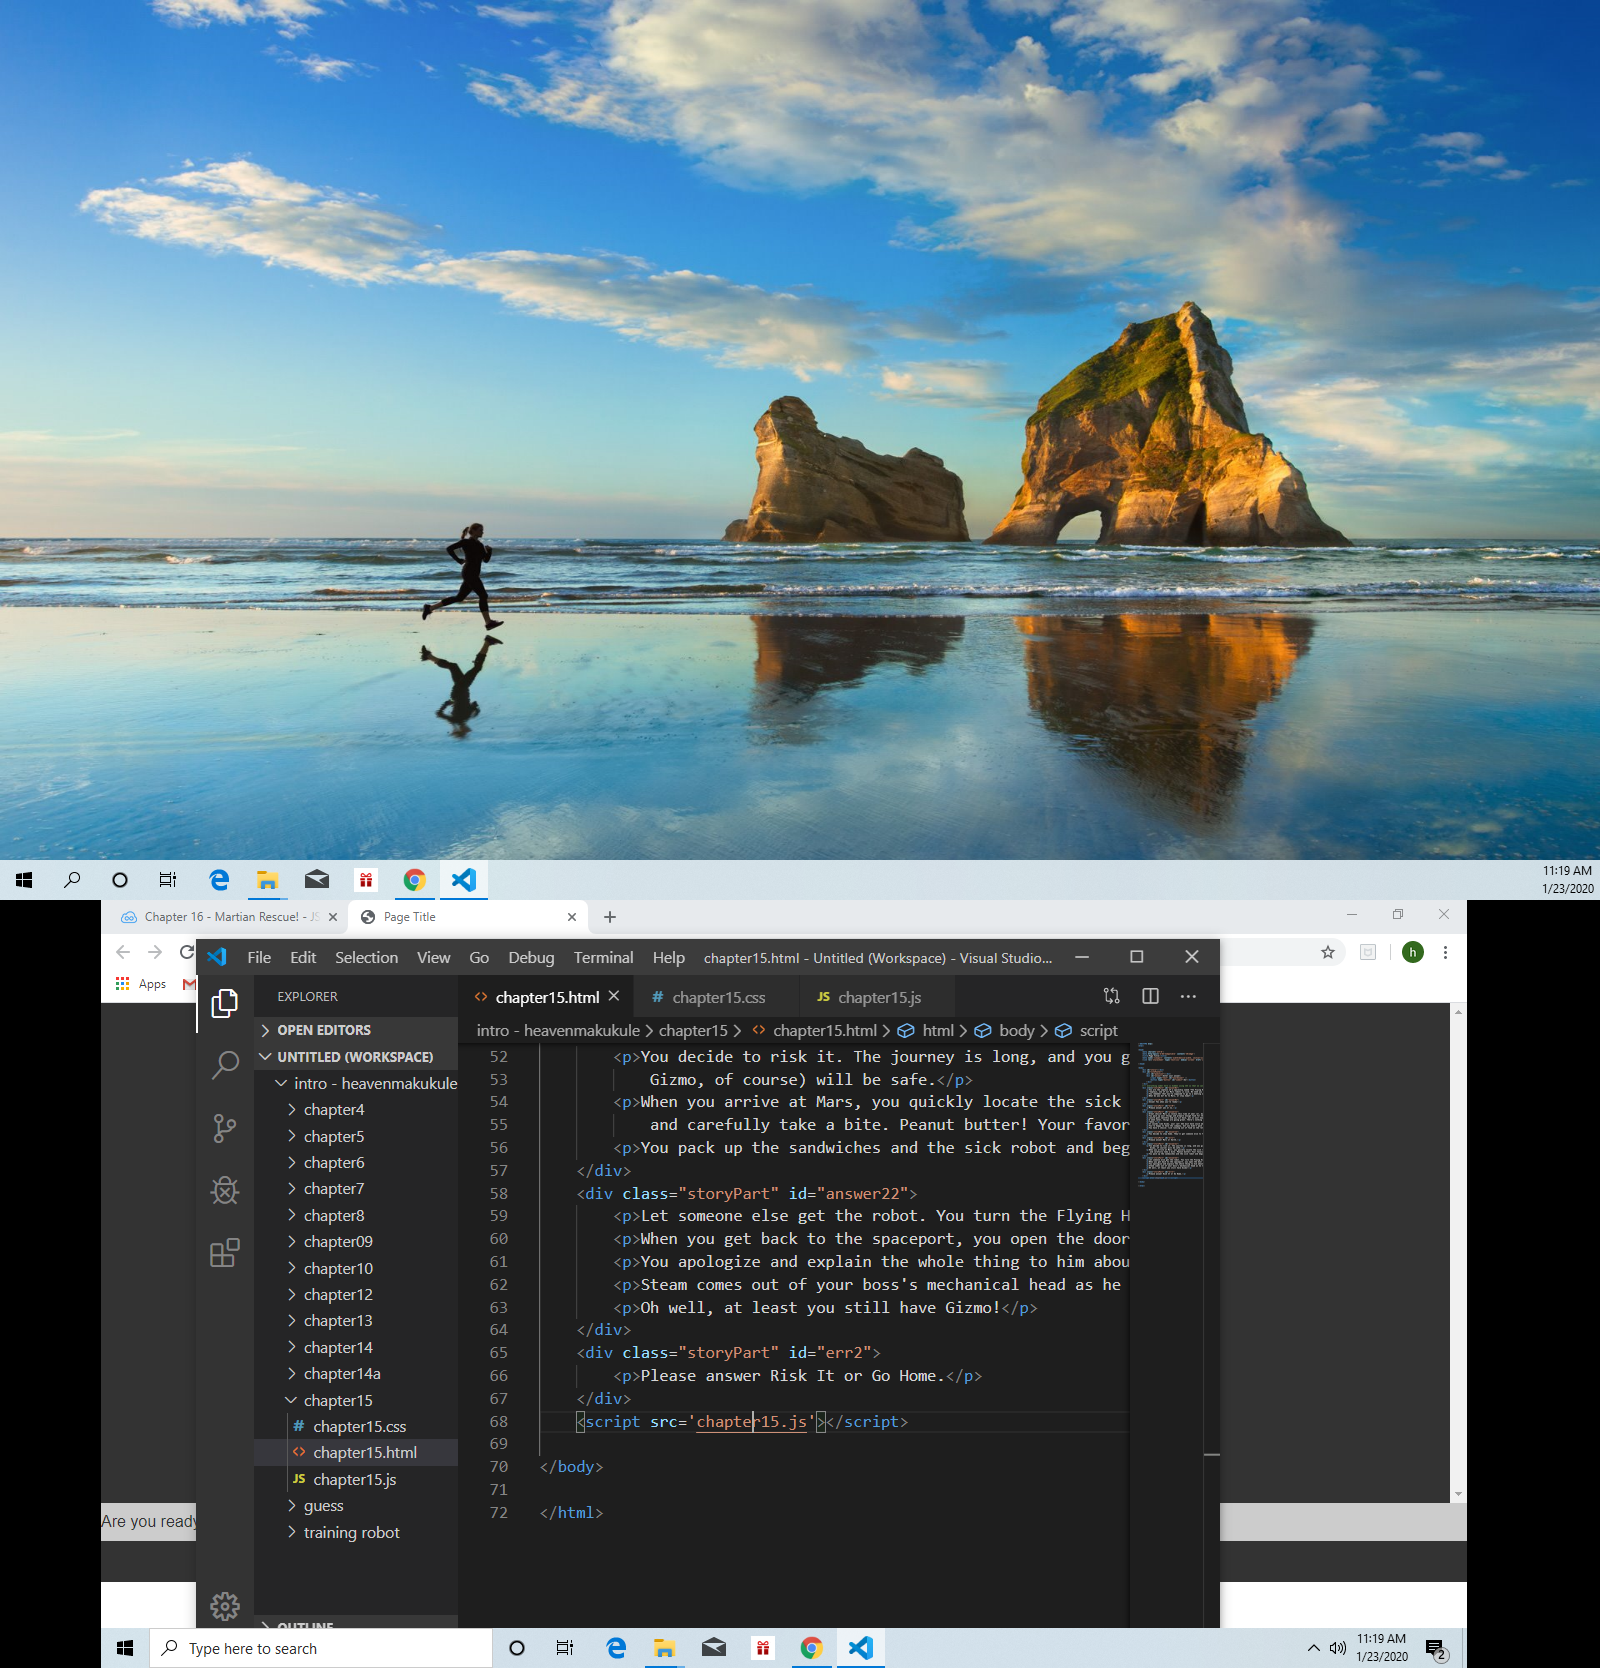 11:19 AM
1/23/2020
Chapter 16 - Martian Rescue! - JS
Page Title
Apps
h
File Edit Selection View Go Debug Terminal Help chapter15.html - Untitled (Workspace) - Visual Studio...
EXPLORER
chapter15.html
# chapter15.css
JS chapter15.js
OPEN EDITORS
UNTITLED (WORKSPACE)
intro - heavenmakukule
chapter4
chapter5
chapter6
chapter7
chapter8
chapter09
chapter10
chapter12
chapter13
chapter14
chapter14a
chapter15
# chapter15.css
<> chapter15.html
JS chapter15.js
guess
training robot
OUTLINE
intro - heavenmakukule > chapter15 > <> chapter15.html > html > body > script
52 <p>You decide to risk it. The journey is long, and you g
53 Gizmo, of course) will be safe.</p>
54 <p>When you arrive at Mars, you quickly locate the sick
55 and carefully take a bite. Peanut butter! Your favor
56 <p>You pack up the sandwiches and the sick robot and beg
57 </div>
58 <div class="storyPart" id="answer22">
59 <p>Let someone else get the robot. You turn the Flying H
60 <p>When you get back to the spaceport, you open the door
61 <p>You apologize and explain the whole thing to him abou
62 <p>Steam comes out of your boss's mechanical head as he
63 <p>Oh well, at least you still have Gizmo!</p>
64 </div>
65 <div class="storyPart" id="err2">
66 <p>Please answer Risk It or Go Home.</p>
67 </div>
68 <script src='chapter15.js'></script>
69
70 </body>
71
72 </html>
Are you ready
Type here to search
11:19 AM
1/23/2020
2